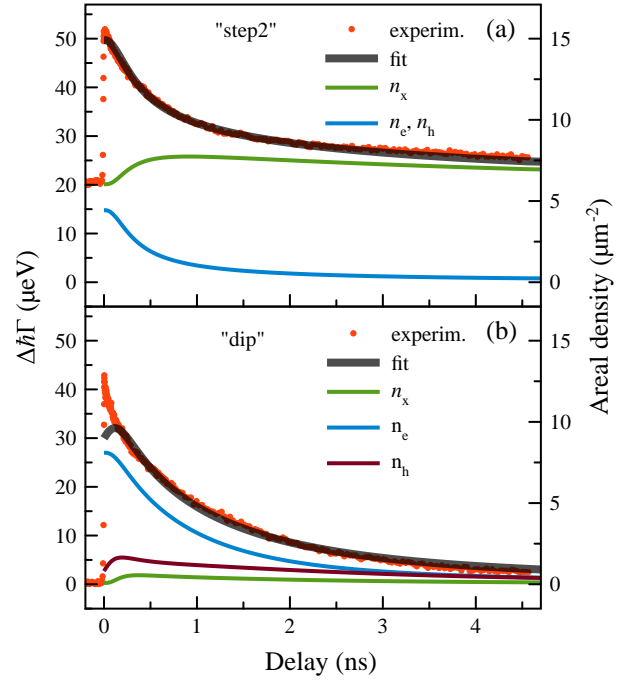 "step2"
(a)
experim.
fit
nₓ
nₑ, nₕ
50
40
30
20
10
0
15
10
5
0
"dip"
(b)
experim.
fit
nₓ
nₑ
nₕ
50
40
30
20
10
0
15
10
5
0
ΔℏΓ (μeV)
Areal density (μm⁻²)
0
1
2
3
4
Delay (ns)